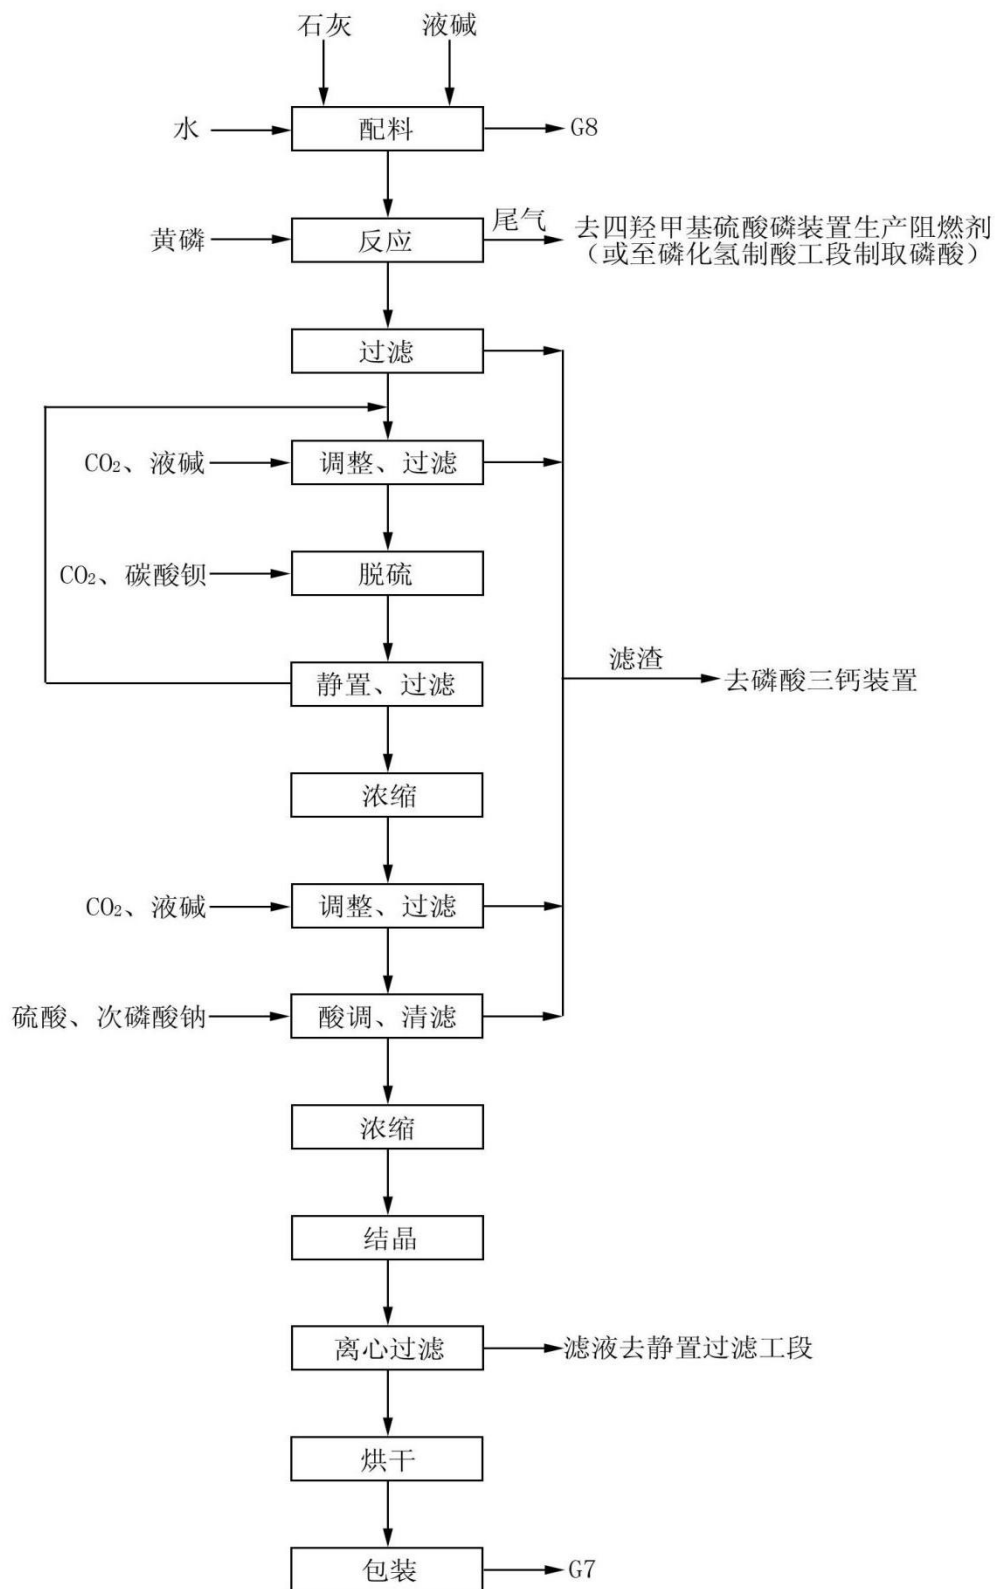 石灰
液碱
水
配料
G8
黄磷
反应
尾气
去四羟甲基硫酸磷装置生产阻燃剂
（或至磷化氢制酸工段制取磷酸）
过滤
CO₂、液碱
调整、过滤
CO₂、碳酸钡
脱硫
静置、过滤
滤渣
去磷酸三钙装置
浓缩
CO₂、液碱
调整、过滤
硫酸、次磷酸钠
酸调、清滤
浓缩
结晶
离心过滤
滤液去静置过滤工段
烘干
包装
G7